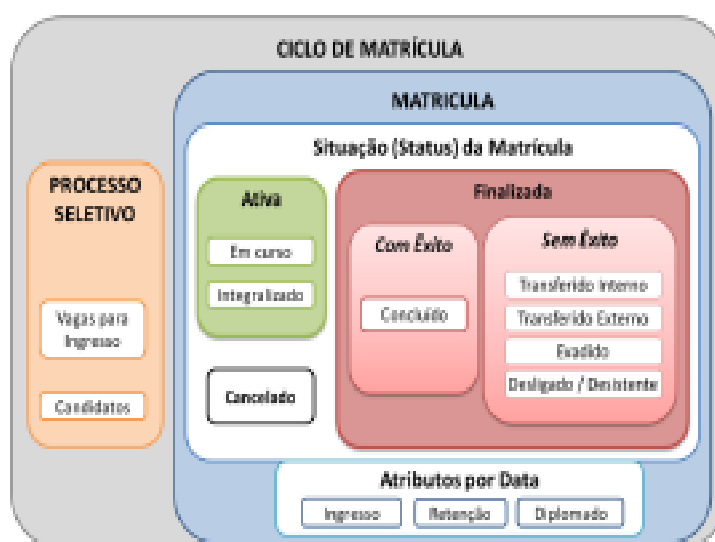 CICLO DE MATRÍCULA
MATRICULA
Situação (Status) da Matrícula
PROCESSO
SELETIVO
Vagas para
Ingresso
Candidatos
Ativa
Em curso
Integralizado
Cancelado
Finalizada
Com Êxito
Concluído
Sem Êxito
Transferido Interno
Transferido Externo
Evadido
Desligado / Desistente
Atributos por Data
Ingresso
Retenção
Diplomado